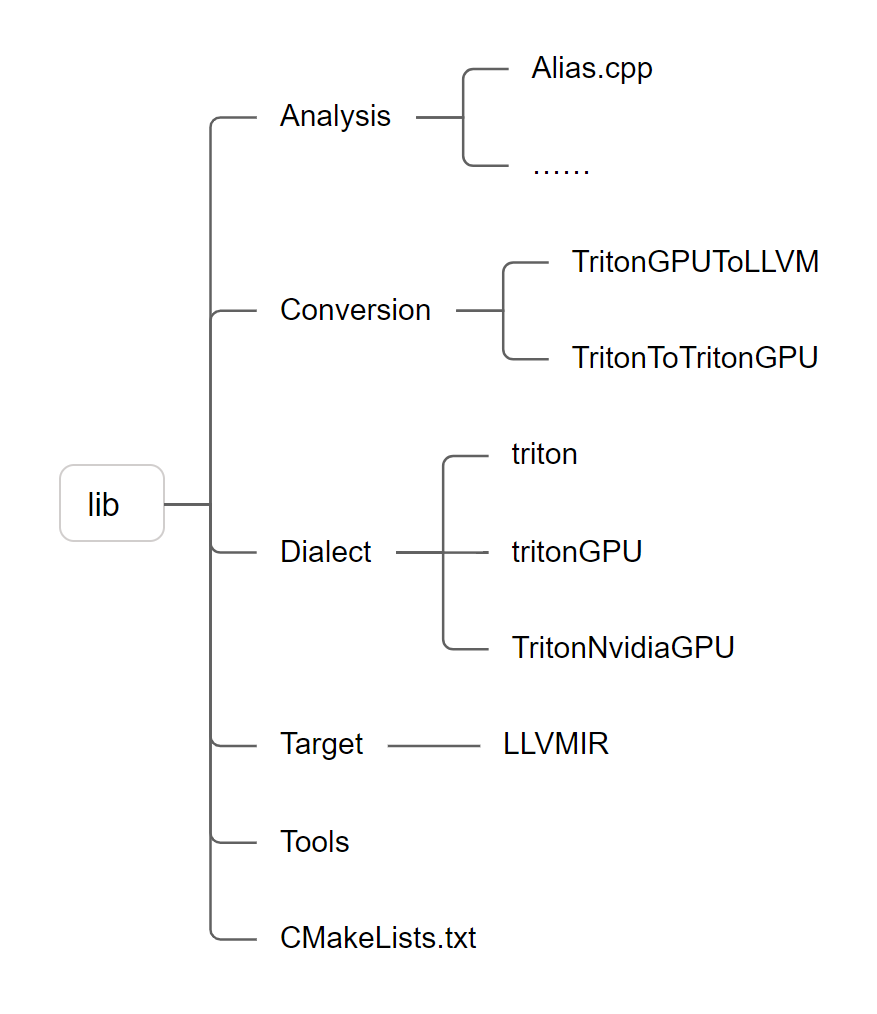 lib
Analysis
Alias.cpp
……
Conversion
TritonGPUToLLVM
TritonToTritonGPU
Dialect
triton
tritonGPU
TritonNvidiaGPU
Target
LLVMIR
Tools
CMakeLists.txt